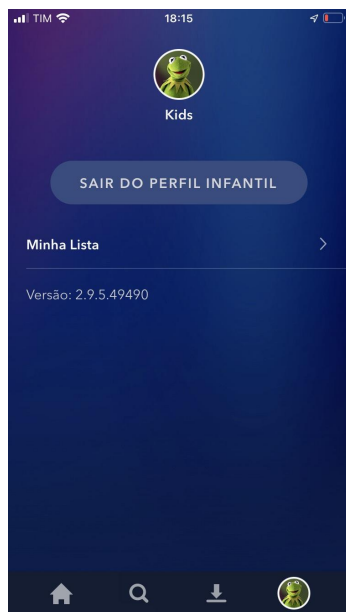 TIM 18:15
Kids
SAIR DO PERFIL INFANTIL
Minha Lista
Versão: 2.9.5.49490